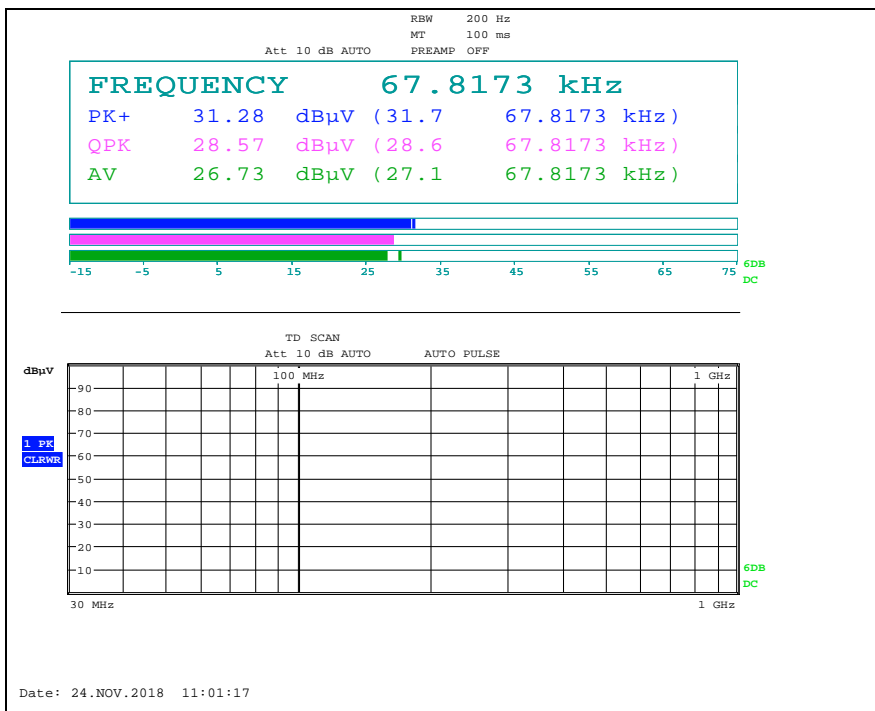 RBW 200 Hz
MT 100 ms
Att 10 dB AUTO PREAMP OFF
FREQUENCY 67.8173 kHz
PK+ 31.28 dBµV (31.7 67.8173 kHz)
QPK 28.57 dBµV (28.6 67.8173 kHz)
AV 26.73 dBµV (27.1 67.8173 kHz)
-15 -5 5 15 25 35 45 55 65 75
6DB
DC
TD SCAN
Att 10 dB AUTO AUTO PULSE
dBµV
100 MHz 1 GHz
90
80
70
1 PK
CLRWR
60
50
40
30
20
10
6DB
DC
30 MHz 1 GHz
Date: 24.NOV.2018 11:01:17